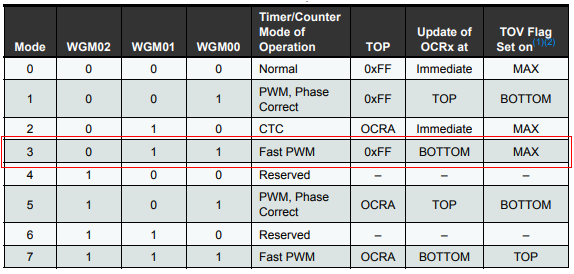 Mode WGM02 WGM01 WGM00 Timer/Counter Mode of Operation TOP Update of OCRx at TOV Flag Set on(1)(2)
0 0 0 0 Normal 0xFF Immediate MAX
1 0 0 1 PWM, Phase Correct 0xFF TOP BOTTOM
2 0 1 0 CTC OCRA Immediate MAX
3 0 1 1 Fast PWM 0xFF BOTTOM MAX
4 1 0 0 Reserved – – –
5 1 0 1 PWM, Phase Correct OCRA TOP BOTTOM
6 1 1 0 Reserved – – –
7 1 1 1 Fast PWM OCRA BOTTOM TOP